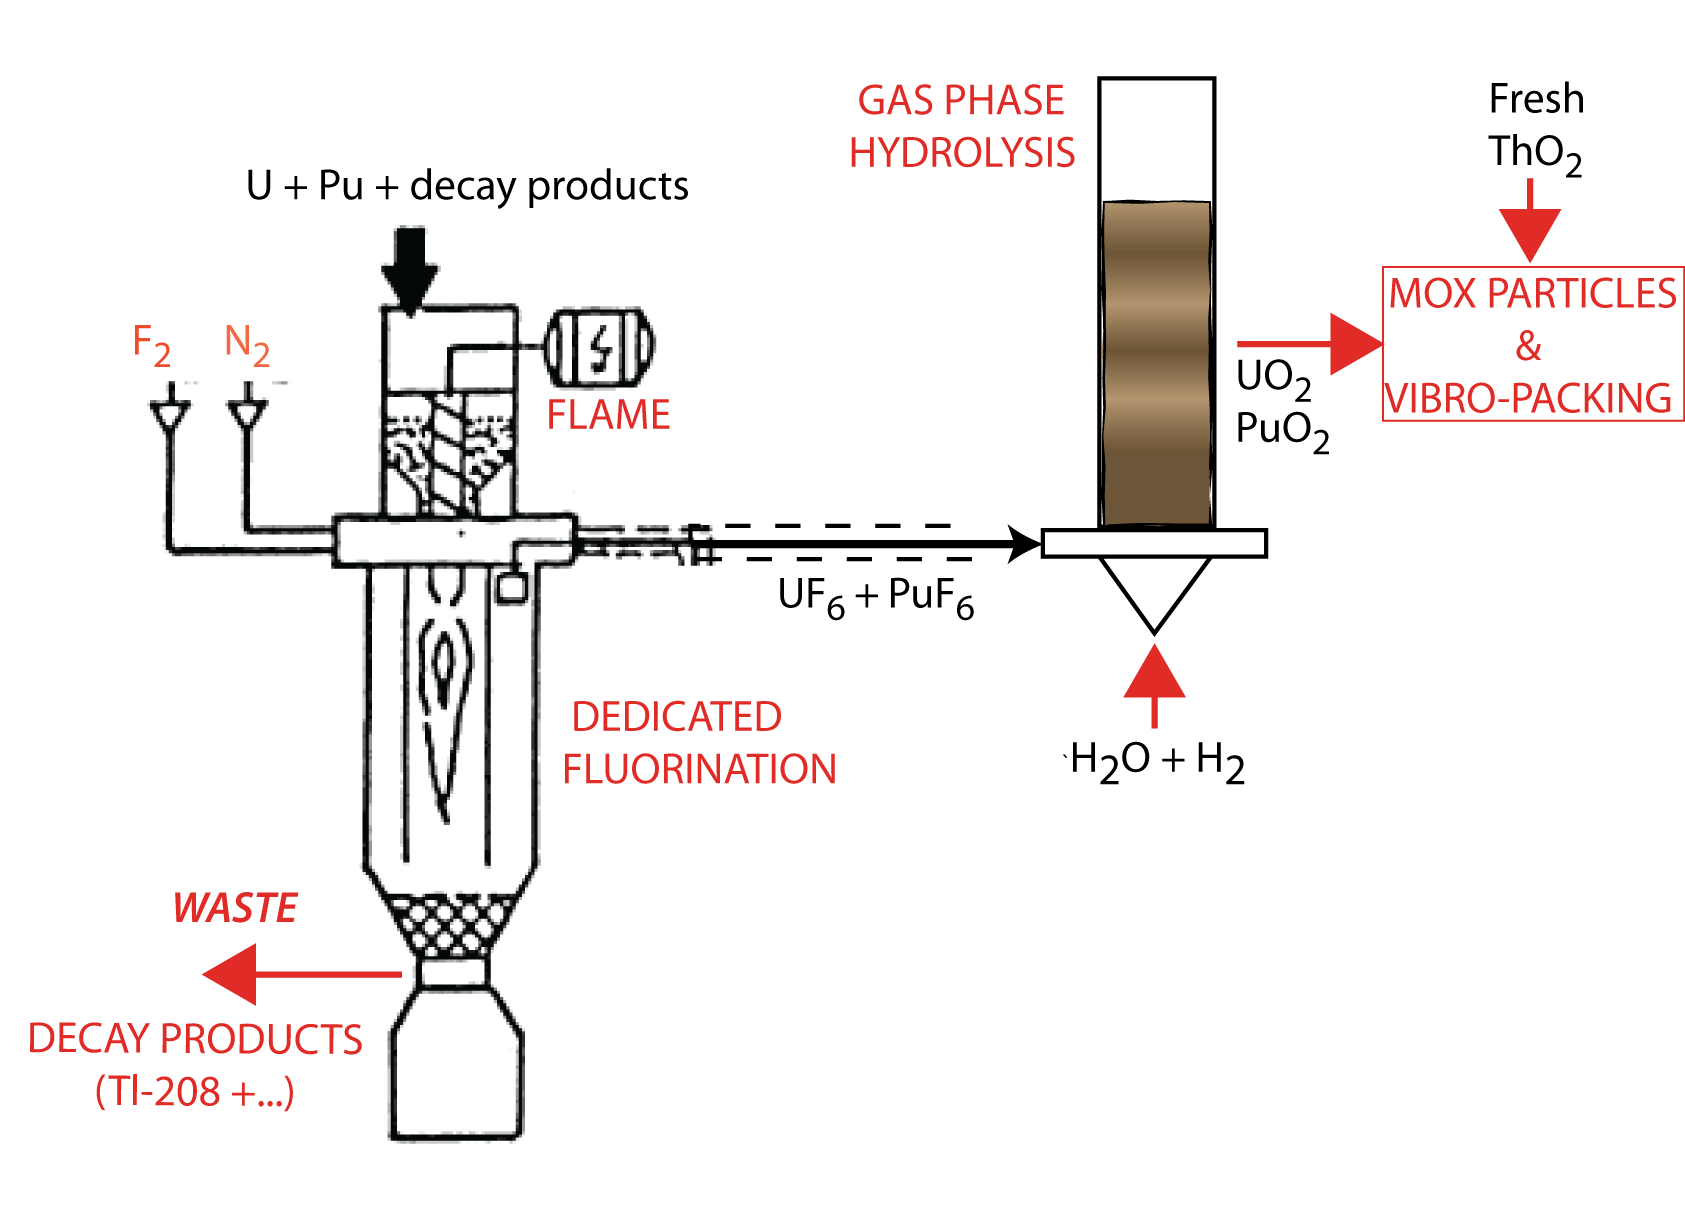 GAS PHASE
HYDROLYSIS
Fresh
ThO2
U + Pu + decay products
F2
N2
FLAME
MOX PARTICLES
&
VIBRO-PACKING
UO2
PuO2
UF6 + PuF6
DEDICATED
FLUORINATION
`H2O + H2
WASTE
DECAY PRODUCTS
(Tl-208 +...)